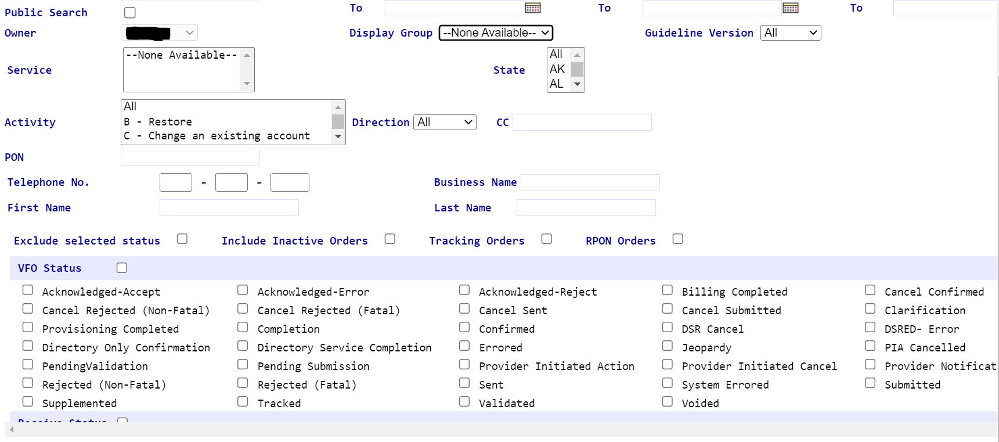 To To To
Public Search
Owner Display Group --None Available-- Guideline Version All
Service --None Available-- State All
AK
AL
Activity All
B - Restore
C - Change an existing account
Direction All CC
PON
Telephone No. - - Business Name
First Name Last Name
Exclude selected status Include Inactive Orders Tracking Orders RPON Orders
VFO Status
Acknowledged-Accept Acknowledged-Error Acknowledged-Reject Billing Completed Cancel Confirmed
Cancel Rejected (Non-Fatal) Cancel Rejected (Fatal) Cancel Sent Cancel Submitted Clarification
Provisioning Completed Completion Confirmed DSR Cancel DSRED- Error
Directory Only Confirmation Directory Service Completion Errored Jeopardy PIA Cancelled
PendingValidation Pending Submission Provider Initiated Action Provider Initiated Cancel Provider Notificat
Rejected (Non-Fatal) Rejected (Fatal) Sent System Errored Submitted
Supplemented Tracked Validated Voided
Receive Status